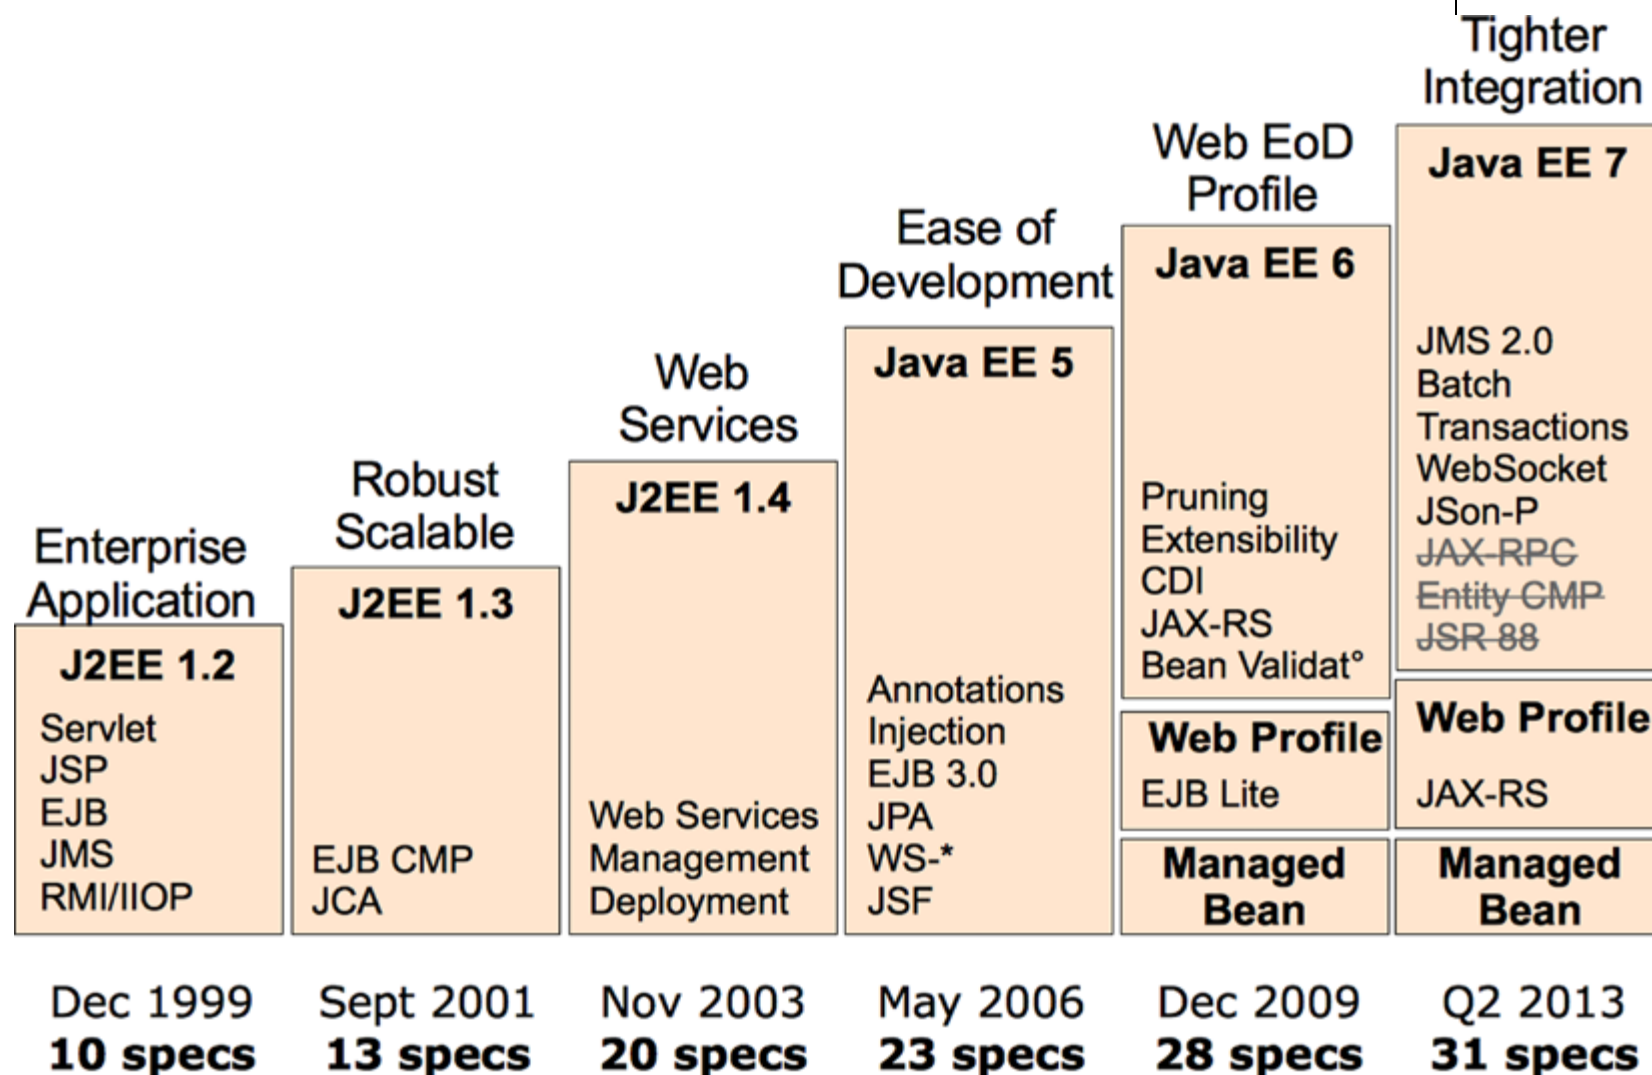 Enterprise
Application
J2EE 1.2
Servlet
JSP
EJB
JMS
RMI/IIOP
Dec 1999
10 specs
Robust
Scalable
J2EE 1.3
EJB CMP
JCA
Sept 2001
13 specs
Web
Services
J2EE 1.4
Web Services
Management
Deployment
Nov 2003
20 specs
Ease of
Development
Java EE 5
Annotations
Injection
EJB 3.0
JPA
WS-*
JSF
May 2006
23 specs
Web EoD
Profile
Java EE 6
Pruning
Extensibility
CDI
JAX-RS
Bean Validat°
Web Profile
EJB Lite
Managed
Bean
Dec 2009
28 specs
Tighter
Integration
Java EE 7
JMS 2.0
Batch
Transactions
WebSocket
JSon-P
JAX-RPC
Entity CMP
JSR 88
Web Profile
JAX-RS
Managed
Bean
Q2 2013
31 specs